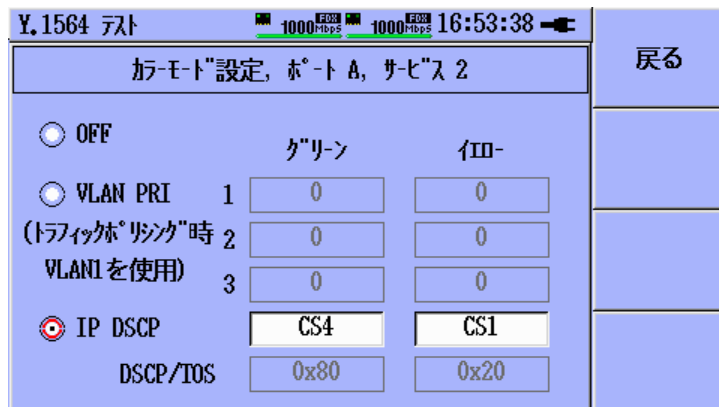 Y.1564 ﾃｽﾄ 1000 FDX Mbps 1000 FDX Mbps 16:53:38
戻る
ｶﾗｰﾓｰﾄﾞ設定, ﾎﾟｰﾄ A, ｻｰﾋﾞｽ 2
OFF
ｸﾞﾘｰﾝ ｲｴﾛｰ
VLAN PRI 1 0 0
(ﾄﾗﾌｨｯｸﾎﾟﾘｼﾝｸﾞ時 2 0 0
VLAN1を使用) 3 0 0
IP DSCP CS4 CS1
DSCP/TOS 0x80 0x20